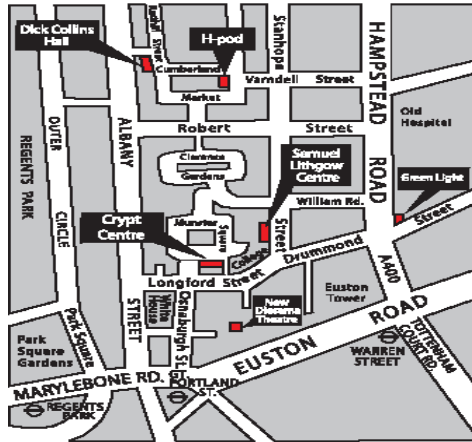 Dick Collins
Hall
Redhill
Street
H-pod
Stanhope
Street
Cumberland
Market
Varndell Street
HAMPSTEAD
ROAD
Old
Hospital
Robert Street
REGENTS PARK
OUTER
CIRCLE
ALBANY
STREET
Clarence
Gardens
Samuel
Lithgow
Centre
Green Light
William Rd.
Crypt
Centre
Munster
Square
College
Drummond Street
Longford Street
A400
Euston
Tower
White
House
Osnaburgh St.
New
Diorama
Theatre
Park
Square
Gardens
Park Square
EUSTON ROAD
WARREN
STREET
TOTTENHAM
COURT RD.
MARYLEBONE RD.
GT.
PORTLAND
ST.
REGENTS
PARK